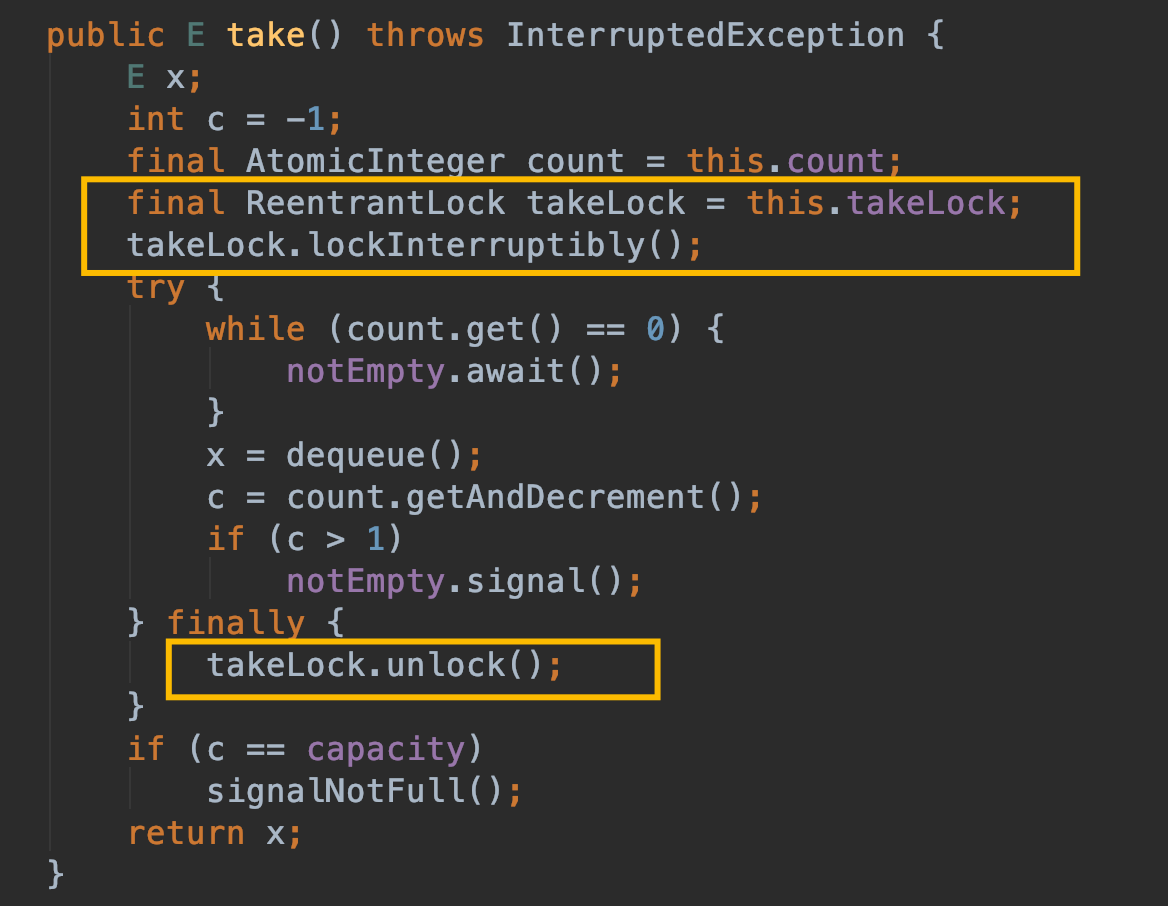 public E take() throws InterruptedException {
    E x;
    int c = -1;
    final AtomicInteger count = this.count;
    final ReentrantLock takeLock = this.takeLock;
    takeLock.lockInterruptibly();
    try {
        while (count.get() == 0) {
            notEmpty.await();
        }
        x = dequeue();
        c = count.getAndDecrement();
        if (c > 1)
            notEmpty.signal();
    } finally {
        takeLock.unlock();
    }
    if (c == capacity)
        signalNotFull();
    return x;
}